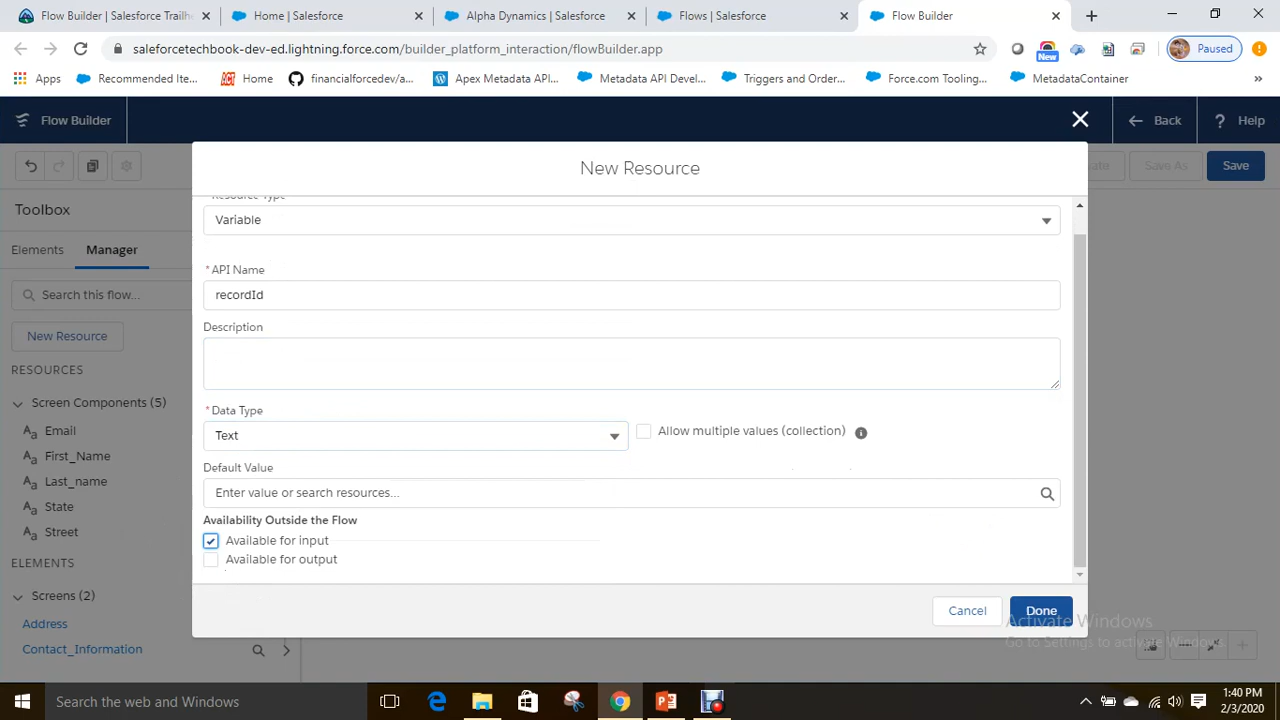 Flow Builder | Salesforce Trailhe
Home | Salesforce
Alpha Dynamics | Salesforce
Flows | Salesforce
Flow Builder
saleforcetechbook-dev-ed.lightning.force.com/builder_platform_interaction/flowBuilder.app
New
Paused
Apps
Recommended Ite...
Home
financialforcedev/a...
Apex Metadata API...
Metadata API Devel...
Triggers and Order...
Force.com Tooling...
MetadataContainer
Flow Builder
Back
Help
Save As
Save
New Resource
Toolbox
Resource Type
Variable
Elements
Manager
* API Name
recordId
Search this flow...
Description
New Resource
RESOURCES
Screen Components (5)
* Data Type
Email
Text
Allow multiple values (collection)
First_Name
Default Value
Last_name
Enter value or search resources...
State
Availability Outside the Flow
Street
Available for input
ELEMENTS
Available for output
Screens (2)
Cancel
Done
Address
Activate Windows
Contact_Information
Go to Settings to activate Windows.
Search the web and Windows
1:40 PM
2/3/2020